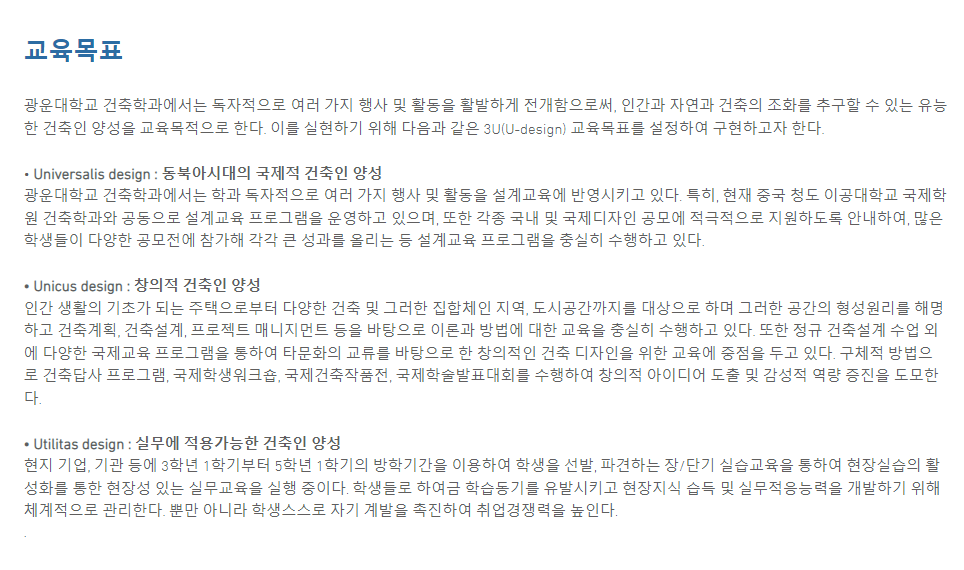 교육목표
광운대학교 건축학과에서는 독자적으로 여러 가지 행사 및 활동을 활발하게 전개함으로써, 인간과 자연과 건축의 조화를 추구할 수 있는 유능
한 건축인 양성을 교육목적으로 한다. 이를 실현하기 위해 다음과 같은 3U(U-design) 교육목표를 설정하여 구현하고자 한다.
• Universalis design : 동북아시대의 국제적 건축인 양성
광운대학교 건축학과에서는 학과 독자적으로 여러 가지 행사 및 활동을 설계교육에 반영시키고 있다. 특히, 현재 중국 청도 이공대학교 국제학
원 건축학과와 공동으로 설계교육 프로그램을 운영하고 있으며, 또한 각종 국내 및 국제디자인 공모에 적극적으로 지원하도록 안내하여, 많은
학생들이 다양한 공모전에 참가해 각각 큰 성과를 올리는 등 설계교육 프로그램을 충실히 수행하고 있다.
• Unicus design : 창의적 건축인 양성
인간 생활의 기초가 되는 주택으로부터 다양한 건축 및 그러한 집합체인 지역, 도시공간까지를 대상으로 하며 그러한 공간의 형성원리를 해명
하고 건축계획, 건축설계, 프로젝트 매니지먼트 등을 바탕으로 이론과 방법에 대한 교육을 충실히 수행하고 있다. 또한 정규 건축설계 수업 외
에 다양한 국제교육 프로그램을 통하여 타문화의 교류를 바탕으로 한 창의적인 건축 디자인을 위한 교육에 중점을 두고 있다. 구체적 방법으
로 건축답사 프로그램, 국제학생워크숍, 국제건축작품전, 국제학술발표대회를 수행하여 창의적 아이디어 도출 및 감성적 역량 증진을 도모한
다.
• Utilitas design : 실무에 적용가능한 건축인 양성
현지 기업, 기관 등에 3학년 1학기부터 5학년 1학기의 방학기간을 이용하여 학생을 선발, 파견하는 장/단기 실습교육을 통하여 현장실습의 활
성화를 통한 현장성 있는 실무교육을 실행 중이다. 학생들로 하여금 학습동기를 유발시키고 현장지식 습득 및 실무적응능력을 개발하기 위해
체계적으로 관리한다. 뿐만 아니라 학생스스로 자기 계발을 촉진하여 취업경쟁력을 높인다.
.